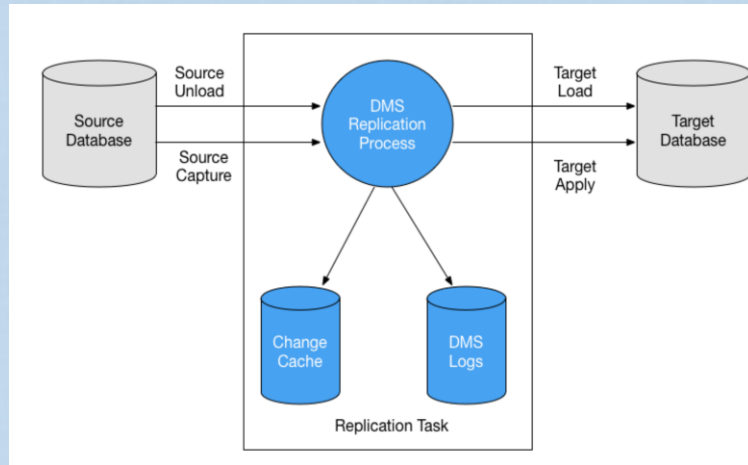 Source
Unload
Source
Database
Source
Capture
DMS
Replication
Process
Target
Load
Target
Apply
Target
Database
Change
Cache
DMS
Logs
Replication Task